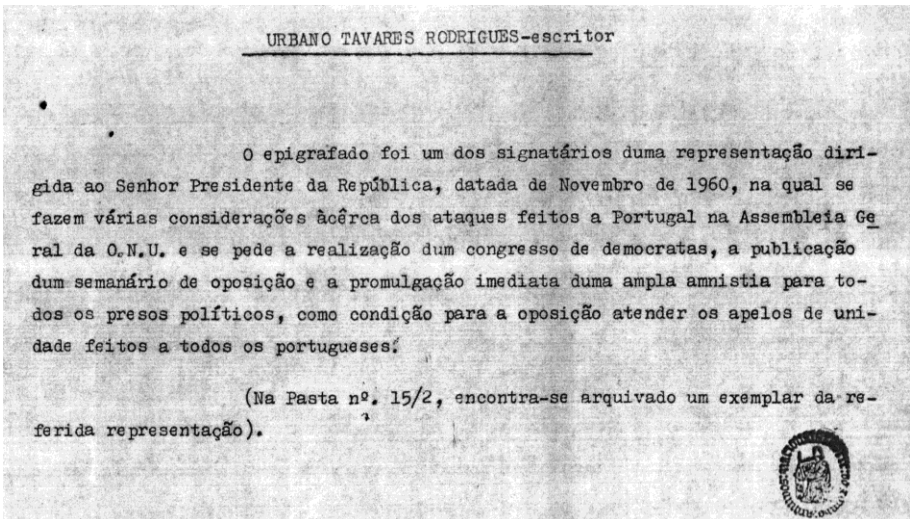 URBANO TAVARES RODRIGUES-escritor
O epigrafado foi um dos signatários duma representação diri-
gida ao Senhor Presidente da República, datada de Novembro de 1960, na qual se
fazem várias considerações àcêrca dos ataques feitos a Portugal na Assembleia Ge
ral da O.N.U. e se pede a realização dum congresso de democratas, a publicação
dum semanário de oposição e a promulgação imediata duma ampla amnistia para to-
dos os presos políticos, como condição para a oposição atender os apelos de uni-
dade feitos a todos os portugueses.
(Na Pasta nº. 15/2, encontra-se arquivado um exemplar da re-
ferida representação).